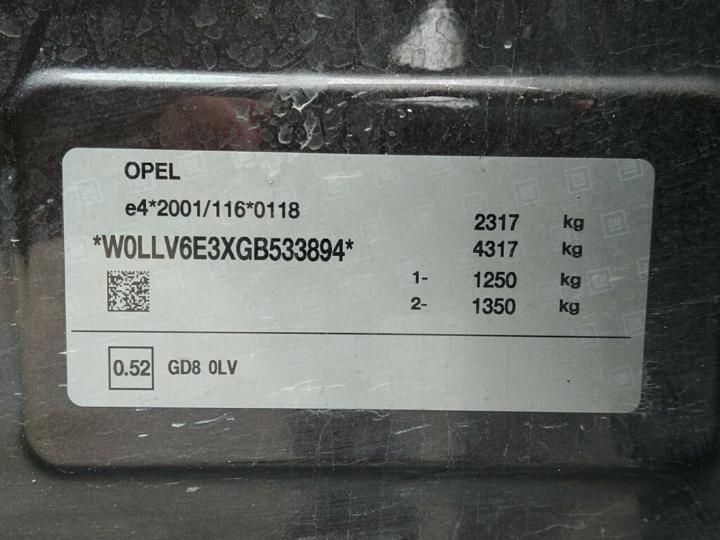 OPEL
e4*2001/116*0118
2317 kg
*W0LLV6E3XGB533894*
4317 kg
1- 1250 kg
2- 1350 kg
0.52 GD8 0LV